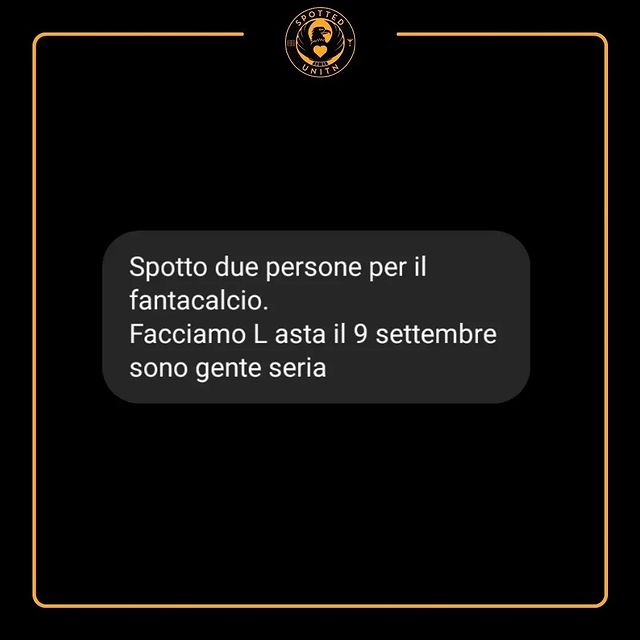 SPOTTED
UNITN
Spotto due persone per il
fantacalcio.
Facciamo L asta il 9 settembre
sono gente seria